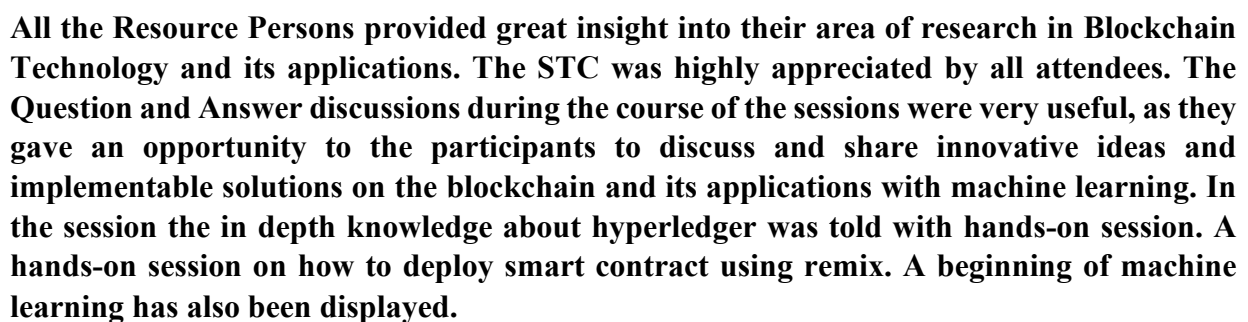 All the Resource Persons provided great insight into their area of research in Blockchain
Technology and its applications. The STC was highly appreciated by all attendees. The
Question and Answer discussions during the course of the sessions were very useful, as they
gave an opportunity to the participants to discuss and share innovative ideas and
implementable solutions on the blockchain and its applications with machine learning. In
the session the in depth knowledge about hyperledger was told with hands-on session. A
hands-on session on how to deploy smart contract using remix. A beginning of machine
learning has also been displayed.